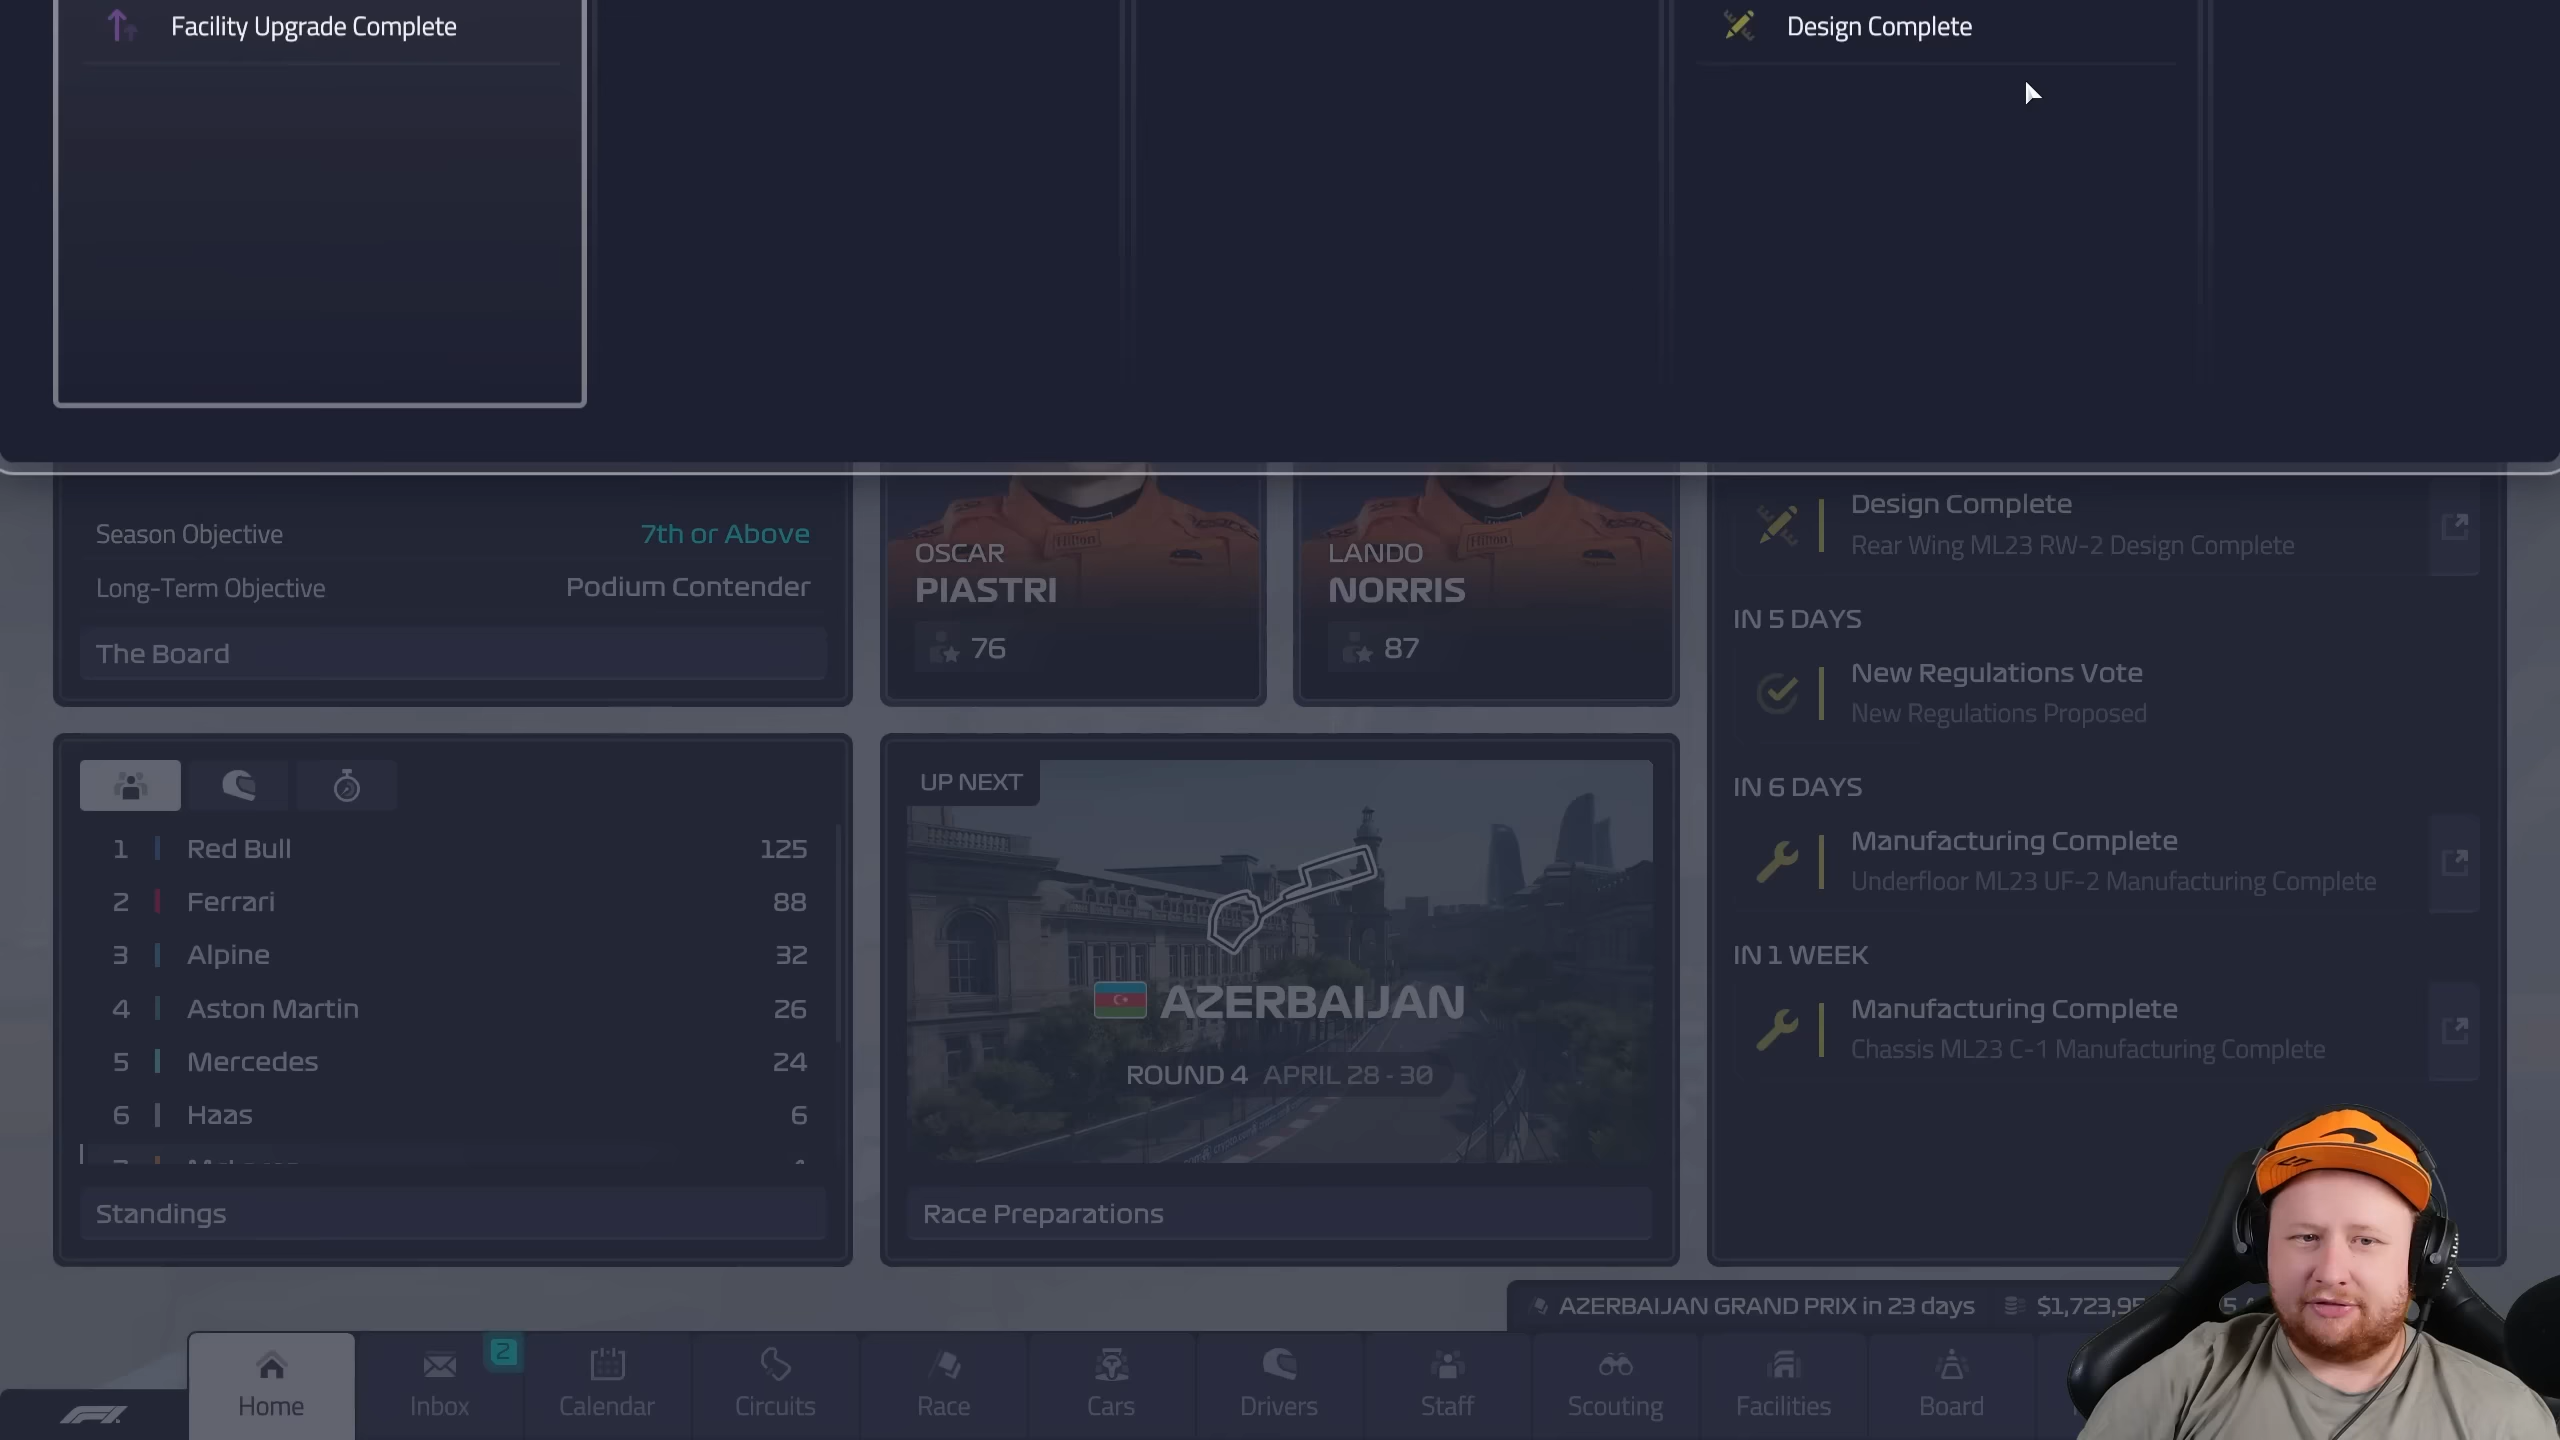 Facility Upgrade Complete
Design Complete
Season Objective
7th or Above
Long-Term Objective
Podium Contender
The Board
OSCAR
PIASTRI
76
LANDO
NORRIS
87
Hilton
Hilton
Design Complete
Rear Wing ML23 RW-2 Design Complete
IN 5 DAYS
New Regulations Vote
New Regulations Proposed
IN 6 DAYS
Manufacturing Complete
Underfloor ML23 UF-2 Manufacturing Complete
IN 1 WEEK
Manufacturing Complete
Chassis ML23 C-1 Manufacturing Complete
1 Red Bull 125
2 Ferrari 88
3 Alpine 32
4 Aston Martin 26
5 Mercedes 24
6 Haas 6
Standings
UP NEXT
AZERBAIJAN
ROUND 4 APRIL 28 - 30
Race Preparations
AZERBAIJAN GRAND PRIX in 23 days
$1,723,95
Home
Inbox
2
Calendar
Circuits
Race
Cars
Drivers
Staff
Scouting
Facilities
Board